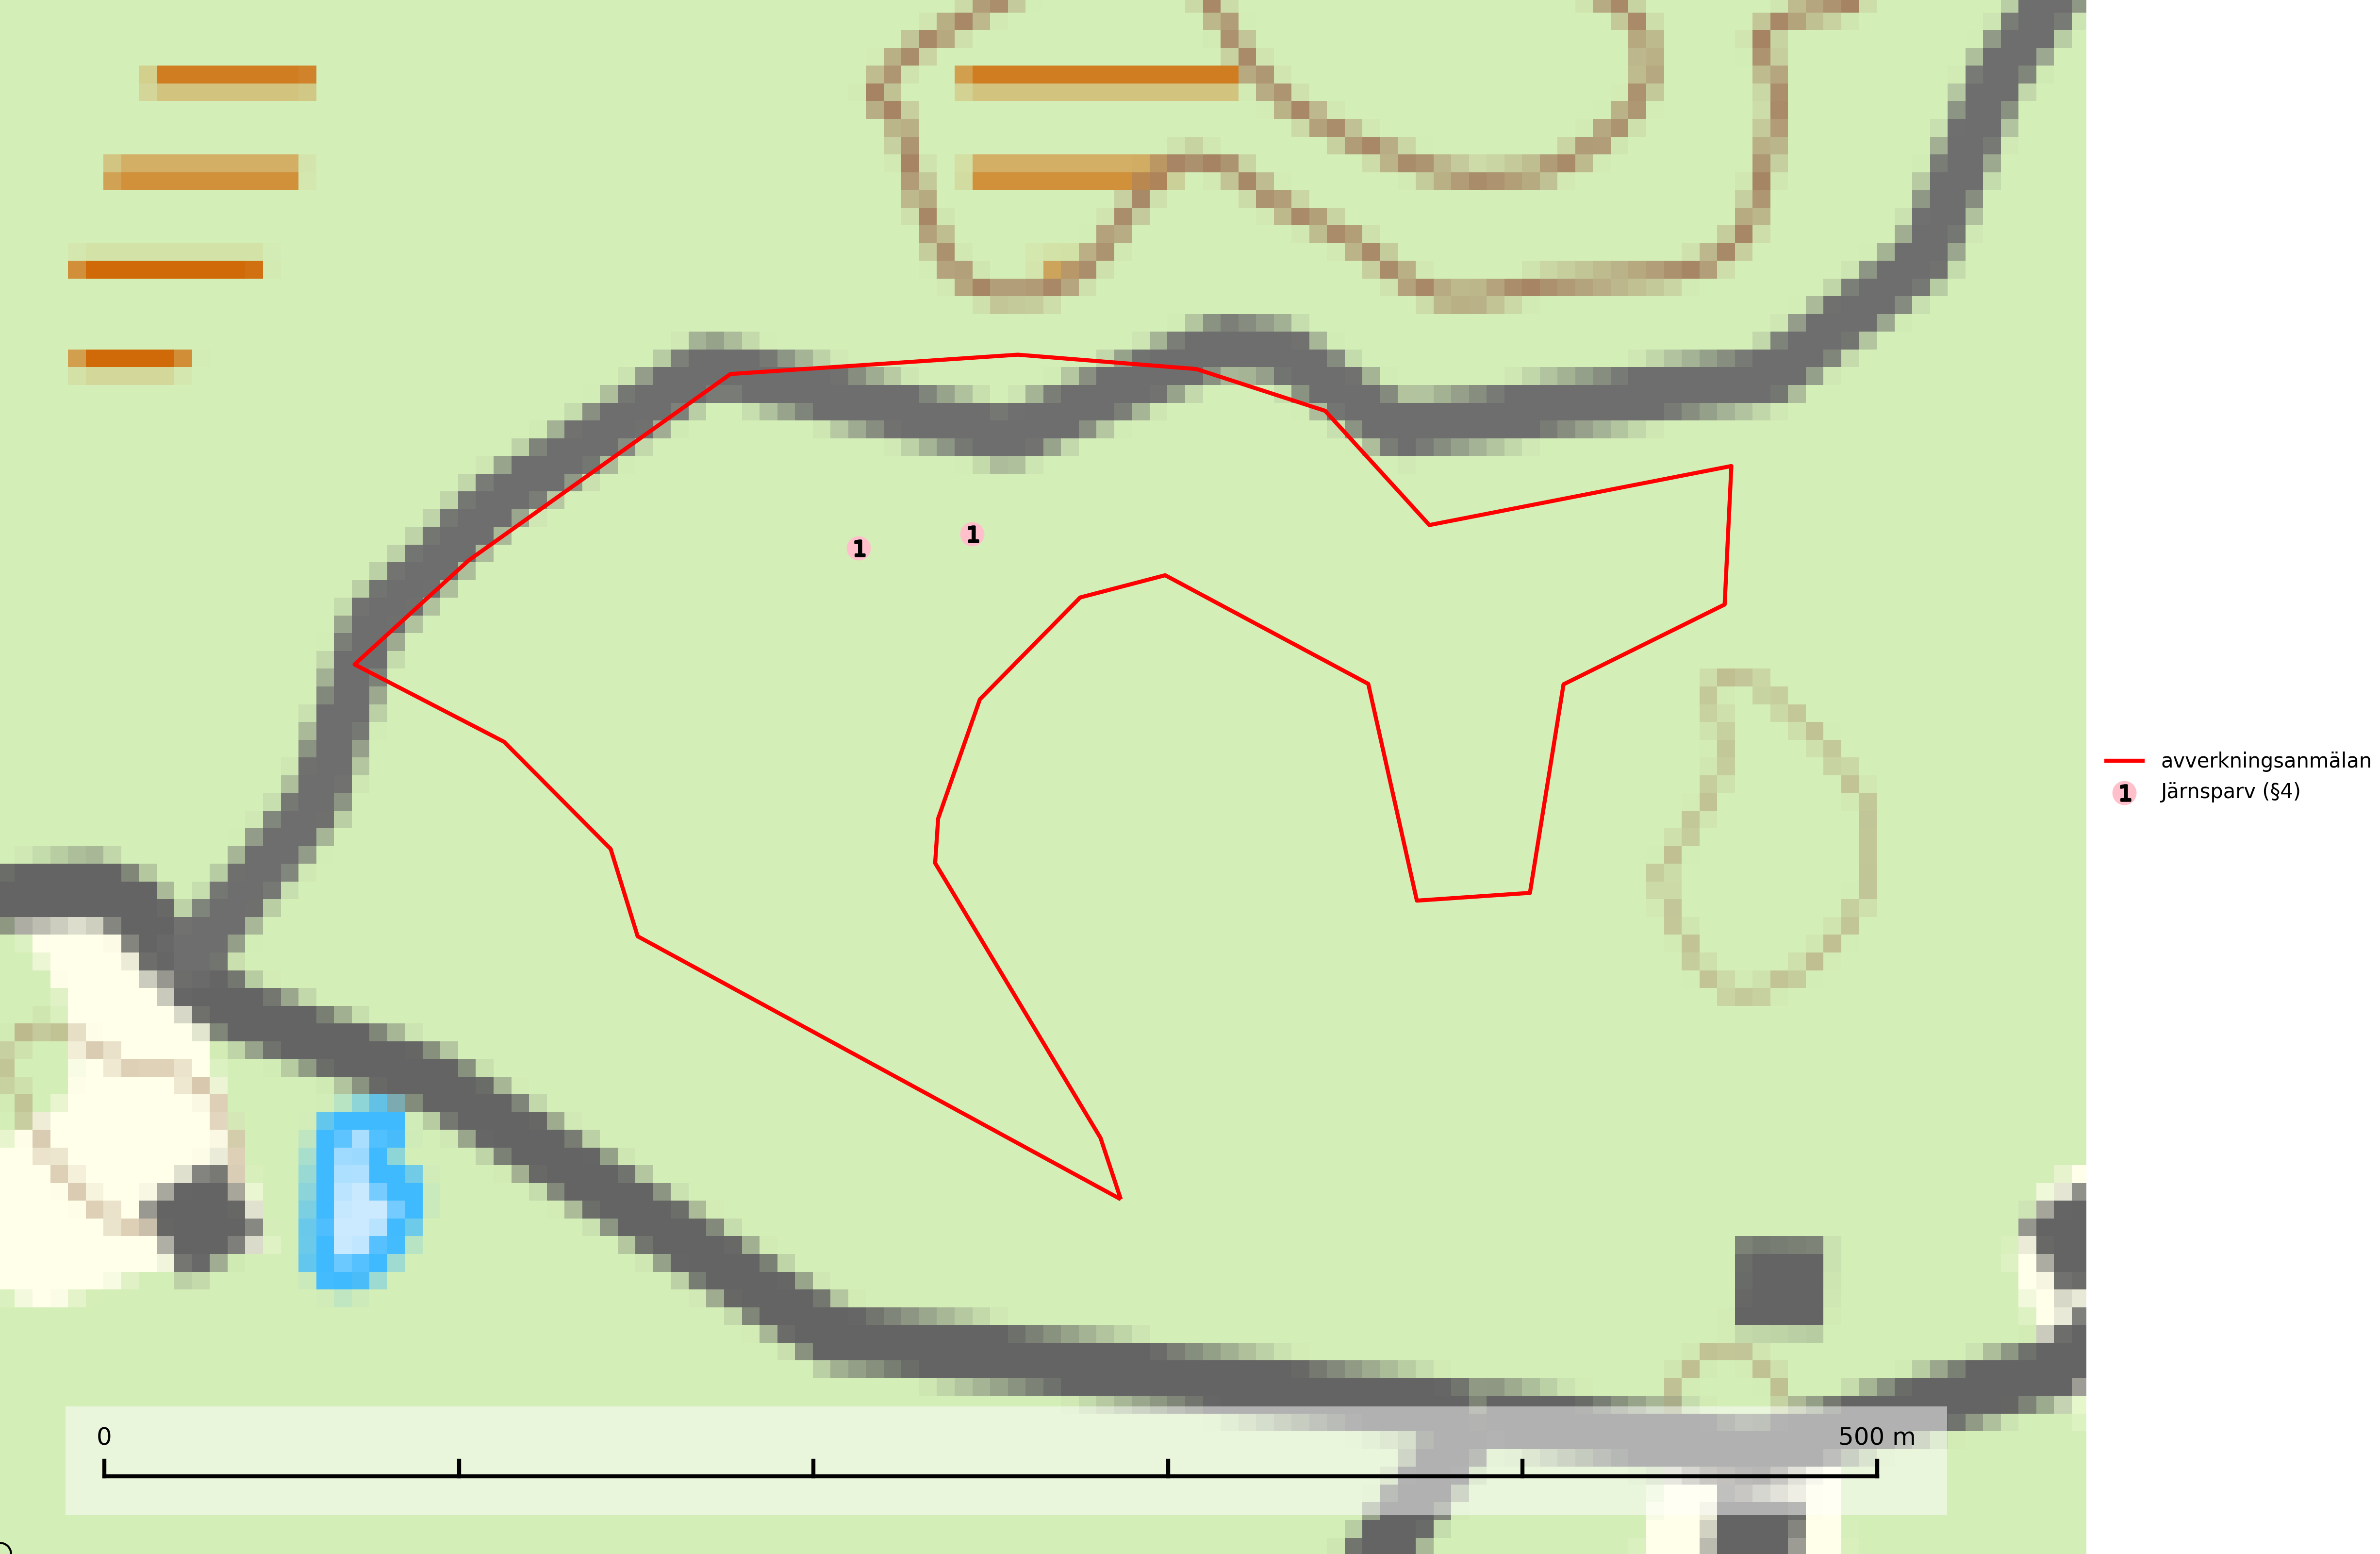 1 1
avverkningsanmälan
1 Järnsparv (§4)
0 500 m